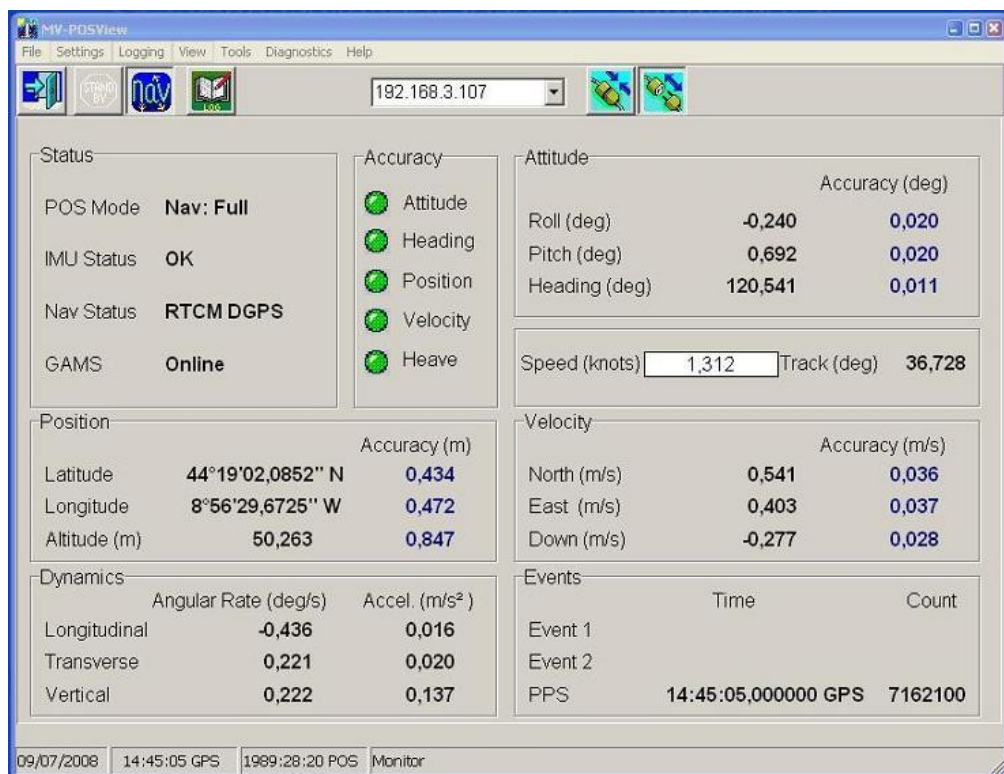 MV-POSView
File Settings Logging View Tools Diagnostics Help
STAND BY nav LOG 192.168.3.107
Status
POS Mode Nav: Full
IMU Status OK
Nav Status RTCM DGPS
GAMS Online
Accuracy
Attitude
Heading
Position
Velocity
Heave
Attitude
Accuracy (deg)
Roll (deg) -0,240 0,020
Pitch (deg) 0,692 0,020
Heading (deg) 120,541 0,011
Speed (knots) 1,312 Track (deg) 36,728
Position
Accuracy (m)
Latitude 44°19'02,0852'' N 0,434
Longitude 8°56'29,6725'' W 0,472
Altitude (m) 50,263 0,847
Velocity
Accuracy (m/s)
North (m/s) 0,541 0,036
East (m/s) 0,403 0,037
Down (m/s) -0,277 0,028
Dynamics
Angular Rate (deg/s) Accel. (m/s²)
Longitudinal -0,436 0,016
Transverse 0,221 0,020
Vertical 0,222 0,137
Events
Time Count
Event 1
Event 2
PPS 14:45:05,000000 GPS 7162100
09/07/2008 14:45:05 GPS 1989:28:20 POS Monitor